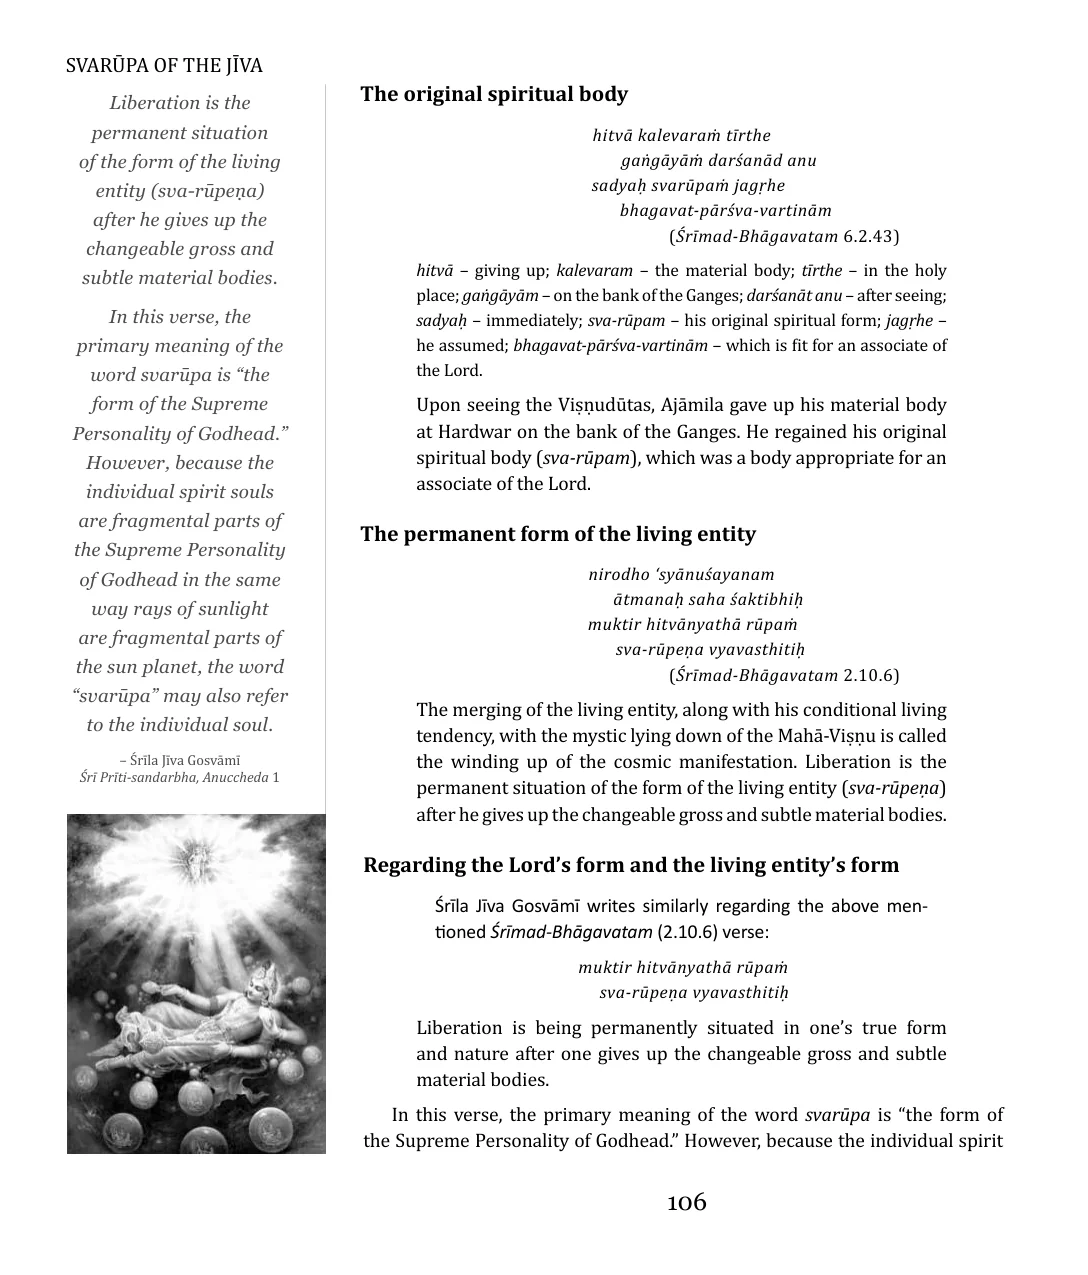 SVARŪPA OF THE JĪVA
Liberation is the
permanent situation
of the form of the living
entity (sva-rūpeṇa)
after he gives up the
changeable gross and
subtle material bodies.
In this verse, the
primary meaning of the
word svarūpa is “the
form of the Supreme
Personality of Godhead.”
However, because the
individual spirit souls
are fragmental parts of
the Supreme Personality
of Godhead in the same
way rays of sunlight
are fragmental parts of
the sun planet, the word
“svarūpa” may also refer
to the individual soul.
– Śrīla Jīva Gosvāmī
Śrī Prīti-sandarbha, Anuccheda 1
The original spiritual body
hitvā kalevaraṁ tīrthe
gaṅgāyāṁ darśanād anu
sadyaḥ svarūpaṁ jagṛhe
bhagavat-pārśva-vartinām
(Śrīmad-Bhāgavatam 6.2.43)
hitvā – giving up; kalevaram – the material body; tīrthe – in the holy
place; gaṅgāyām – on the bank of the Ganges; darśanāt anu – after seeing;
sadyaḥ – immediately; sva-rūpam – his original spiritual form; jagṛhe –
he assumed; bhagavat-pārśva-vartinām – which is fit for an associate of
the Lord.
Upon seeing the Viṣṇudūtas, Ajāmila gave up his material body
at Hardwar on the bank of the Ganges. He regained his original
spiritual body (sva-rūpam), which was a body appropriate for an
associate of the Lord.
The permanent form of the living entity
nirodho ‘syānuśayanam
ātmanaḥ saha śaktibhiḥ
muktir hitvānyathā rūpaṁ
sva-rūpeṇa vyavasthitiḥ
(Śrīmad-Bhāgavatam 2.10.6)
The merging of the living entity, along with his conditional living
tendency, with the mystic lying down of the Mahā-Viṣṇu is called
the winding up of the cosmic manifestation. Liberation is the
permanent situation of the form of the living entity (sva-rūpeṇa)
after he gives up the changeable gross and subtle material bodies.
Regarding the Lord’s form and the living entity’s form
Śrīla Jīva Gosvāmī writes similarly regarding the above men-
tioned Śrīmad-Bhāgavatam (2.10.6) verse:
muktir hitvānyathā rūpaṁ
sva-rūpeṇa vyavasthitiḥ
Liberation is being permanently situated in one’s true form
and nature after one gives up the changeable gross and subtle
material bodies.
In this verse, the primary meaning of the word svarūpa is “the form of
the Supreme Personality of Godhead.” However, because the individual spirit
106